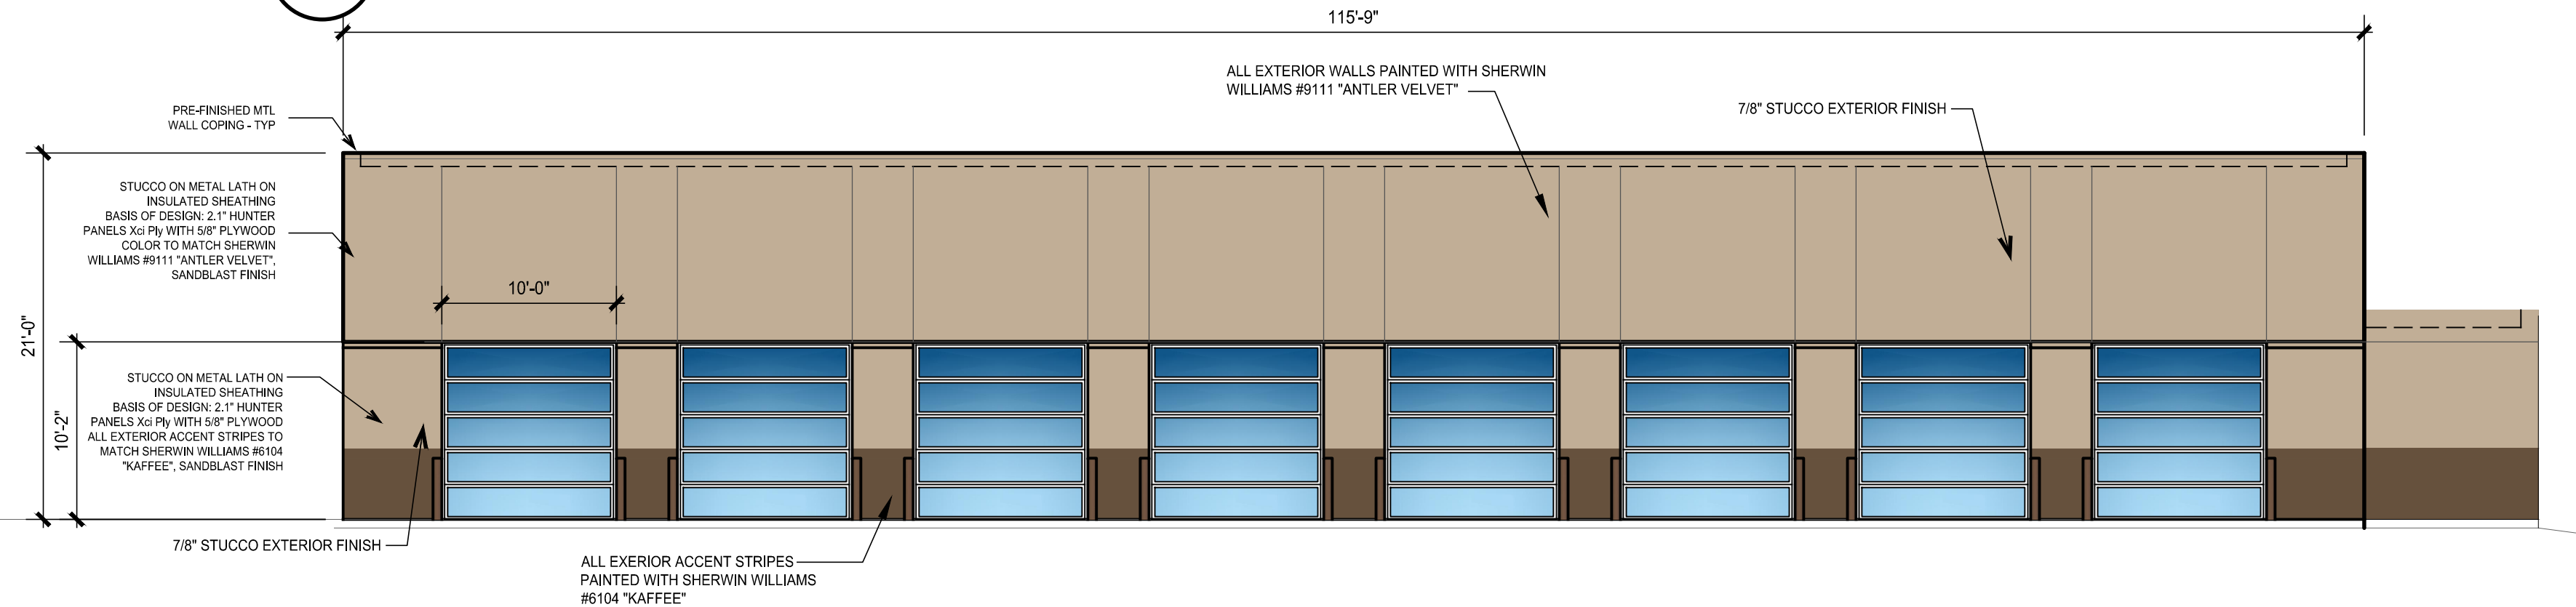 115'-9"
ALL EXTERIOR WALLS PAINTED WITH SHERWIN
WILLIAMS #9111 "ANTLER VELVET"
7/8" STUCCO EXTERIOR FINISH
PRE-FINISHED MTL
WALL COPING - TYP
STUCCO ON METAL LATH ON
INSULATED SHEATHING
BASIS OF DESIGN: 2.1" HUNTER
PANELS Xci Ply WITH 5/8" PLYWOOD
COLOR TO MATCH SHERWIN
WILLIAMS #9111 "ANTLER VELVET",
SANDBLAST FINISH
10'-0"
21'-0"
10'-2"
STUCCO ON METAL LATH ON
INSULATED SHEATHING
BASIS OF DESIGN: 2.1" HUNTER
PANELS Xci Ply WITH 5/8" PLYWOOD
ALL EXTERIOR ACCENT STRIPES TO
MATCH SHERWIN WILLIAMS #6104
"KAFFEE", SANDBLAST FINISH
7/8" STUCCO EXTERIOR FINISH
ALL EXERIOR ACCENT STRIPES
PAINTED WITH SHERWIN WILLIAMS
#6104 "KAFFEE"